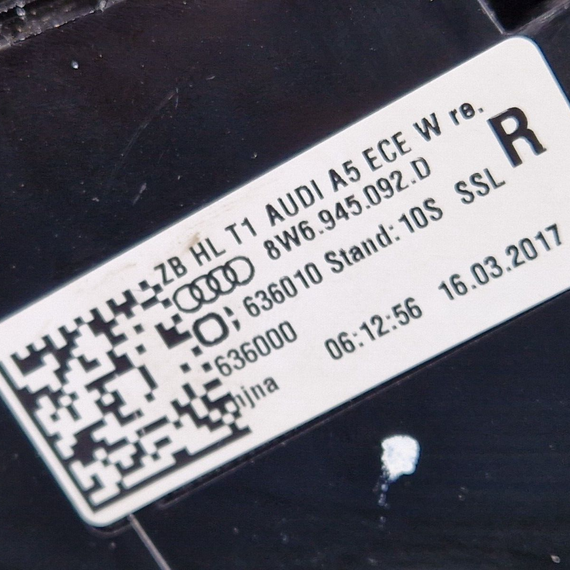 ZB HL T1 AUDI A5 ECE W re.
R
8W6.945.092.D
636010 Stand: 10S SSL
636000
06:12:56 16.03.2017